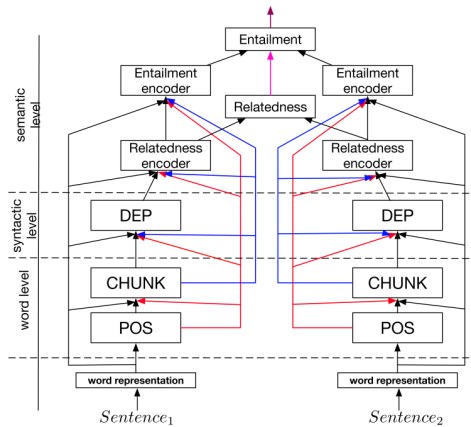 Entailment
Entailment
encoder
Entailment
encoder
Relatedness
semantic
level
Relatedness
encoder
Relatedness
encoder
syntactic
level
DEP
DEP
word level
CHUNK
CHUNK
POS
POS
word representation
word representation
Sentence₁
Sentence₂